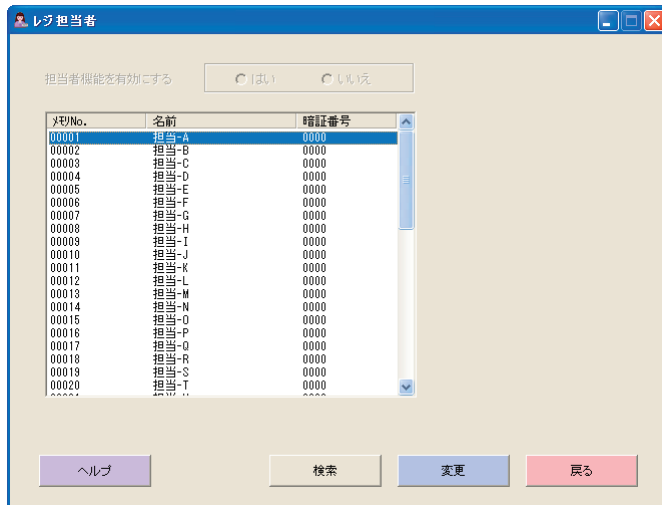 レジ担当者
担当者機能を有効にする はい いいえ
ﾒﾓﾘNo. 名前 暗証番号
00001 担当-A 0000
00002 担当-B 0000
00003 担当-C 0000
00004 担当-D 0000
00005 担当-E 0000
00006 担当-F 0000
00007 担当-G 0000
00008 担当-H 0000
00009 担当-I 0000
00010 担当-J 0000
00011 担当-K 0000
00012 担当-L 0000
00013 担当-M 0000
00014 担当-N 0000
00015 担当-O 0000
00016 担当-P 0000
00017 担当-Q 0000
00018 担当-R 0000
00019 担当-S 0000
00020 担当-T 0000
ヘルプ 検索 変更 戻る